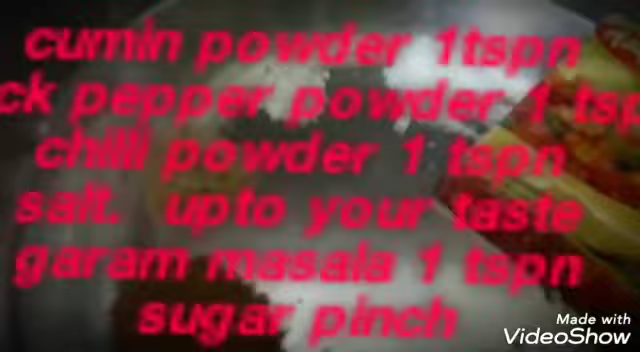 cumin powder 1tspn
ck pepper powder 1 tsp
chilli powder 1 tspn
salt. upto your taste
garam masala 1 tspn
sugar pinch
Made with
VideoShow